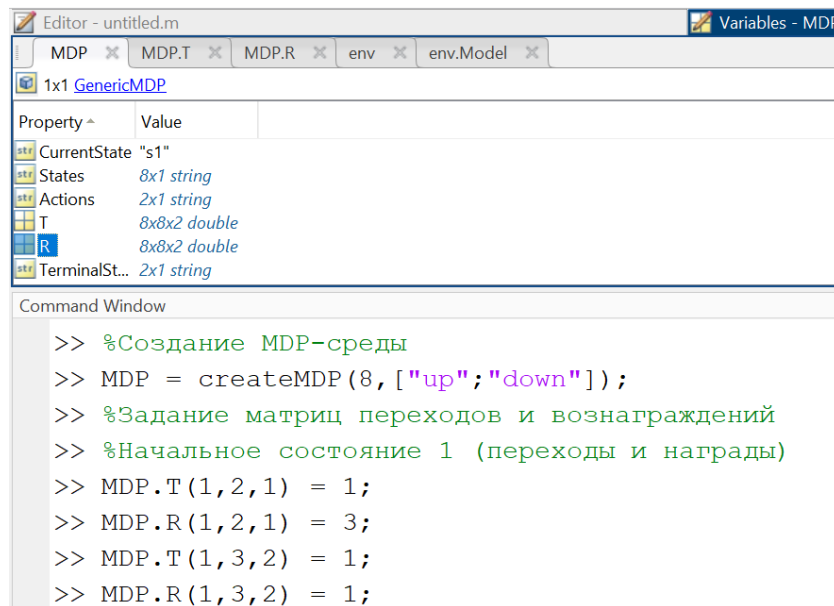 Editor - untitled.m
Variables - MDP
MDP MDP.T MDP.R env env.Model
1x1 GenericMDP
Property Value
CurrentState "s1"
States 8x1 string
Actions 2x1 string
T 8x8x2 double
R 8x8x2 double
TerminalSt... 2x1 string
Command Window
>> %Создание MDP-среды
>> MDP = createMDP(8,["up";"down"]);
>> %Задание матриц переходов и вознаграждений
>> %Начальное состояние 1 (переходы и награды)
>> MDP.T(1,2,1) = 1;
>> MDP.R(1,2,1) = 3;
>> MDP.T(1,3,2) = 1;
>> MDP.R(1,3,2) = 1;